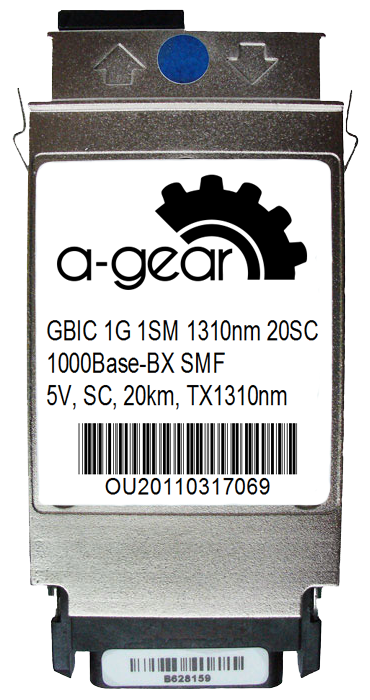 a-gear
GBIC 1G 1SM 1310nm 20SC
1000Base-BX SMF
5V, SC, 20km, TX1310nm
OU20110317069
B628159